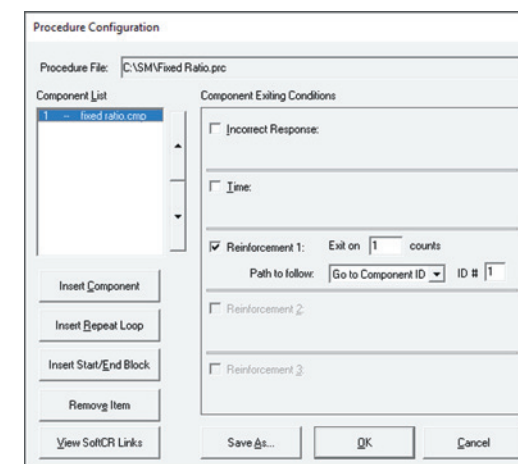 Procedure Configuration
Procedure File: C:\SM\Fixed Ratio.prc
Component List
1 -- fixed ratio.cmp
Insert Component
Insert Repeat Loop
Insert Start/End Block
Remove Item
View SoftCR Links
Component Exiting Conditions
Incorrect Response:
Time:
Reinforcement 1: Exit on 1 counts
Path to follow: Go to Component ID ID # 1
Reinforcement 2:
Reinforcement 3:
Save As... OK Cancel